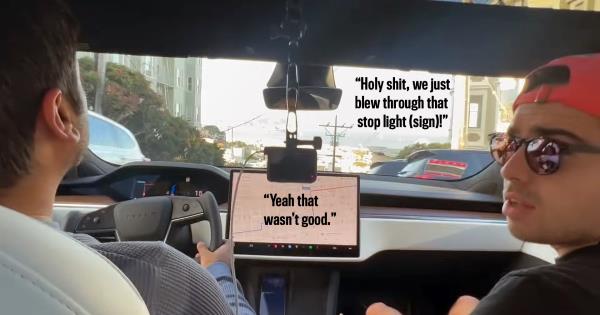 “Holy shit, we just
blew through that
stop light (sign)!”
“Yeah that
wasn’t good.”